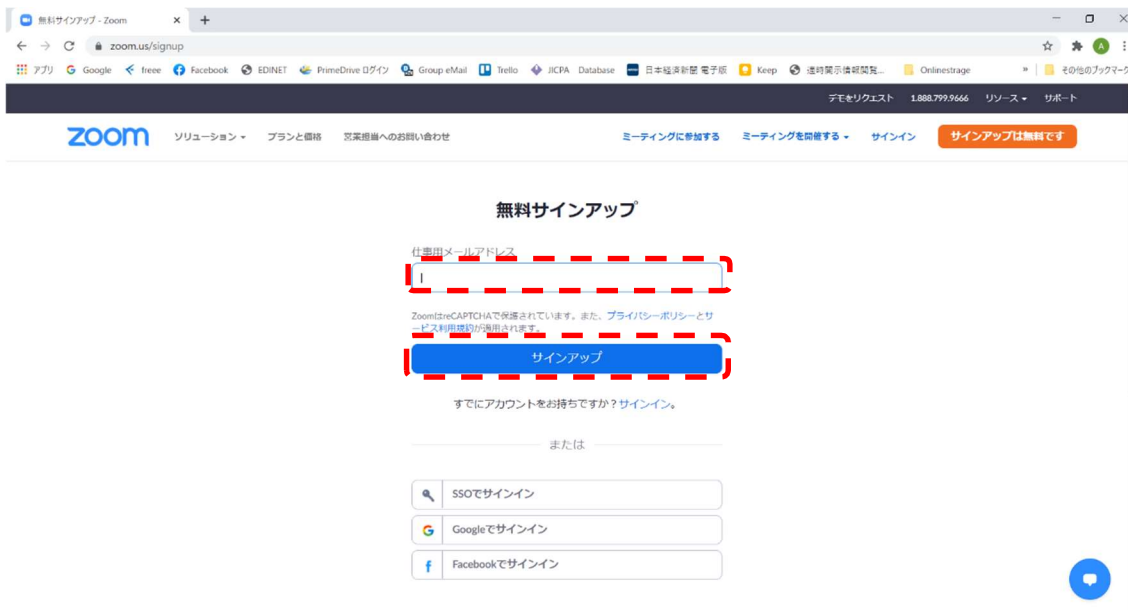 無料サインアップ - Zoom
zoom.us/signup
A
アプリ Google freee Facebook EDINET PrimeDrive ログイン Group eMail Trello JICPA Database 日本経済新聞 電子版 Keep 適時開示情報閲覧... Onlinestrage » その他のブックマーク
デモをリクエスト 1.888.799.9666 リソース サポート
zoom ソリューション プランと価格 営業担当へのお問い合わせ ミーティングに参加する ミーティングを開催する サインイン サインアップは無料です
無料サインアップ
仕事用メールアドレス
ZoomはreCAPTCHAで保護されています。また、プライバシーポリシーとサ
ービス利用規約が適用されます。
サインアップ
すでにアカウントをお持ちですか？サインイン。
または
SSOでサインイン
Googleでサインイン
Facebookでサインイン